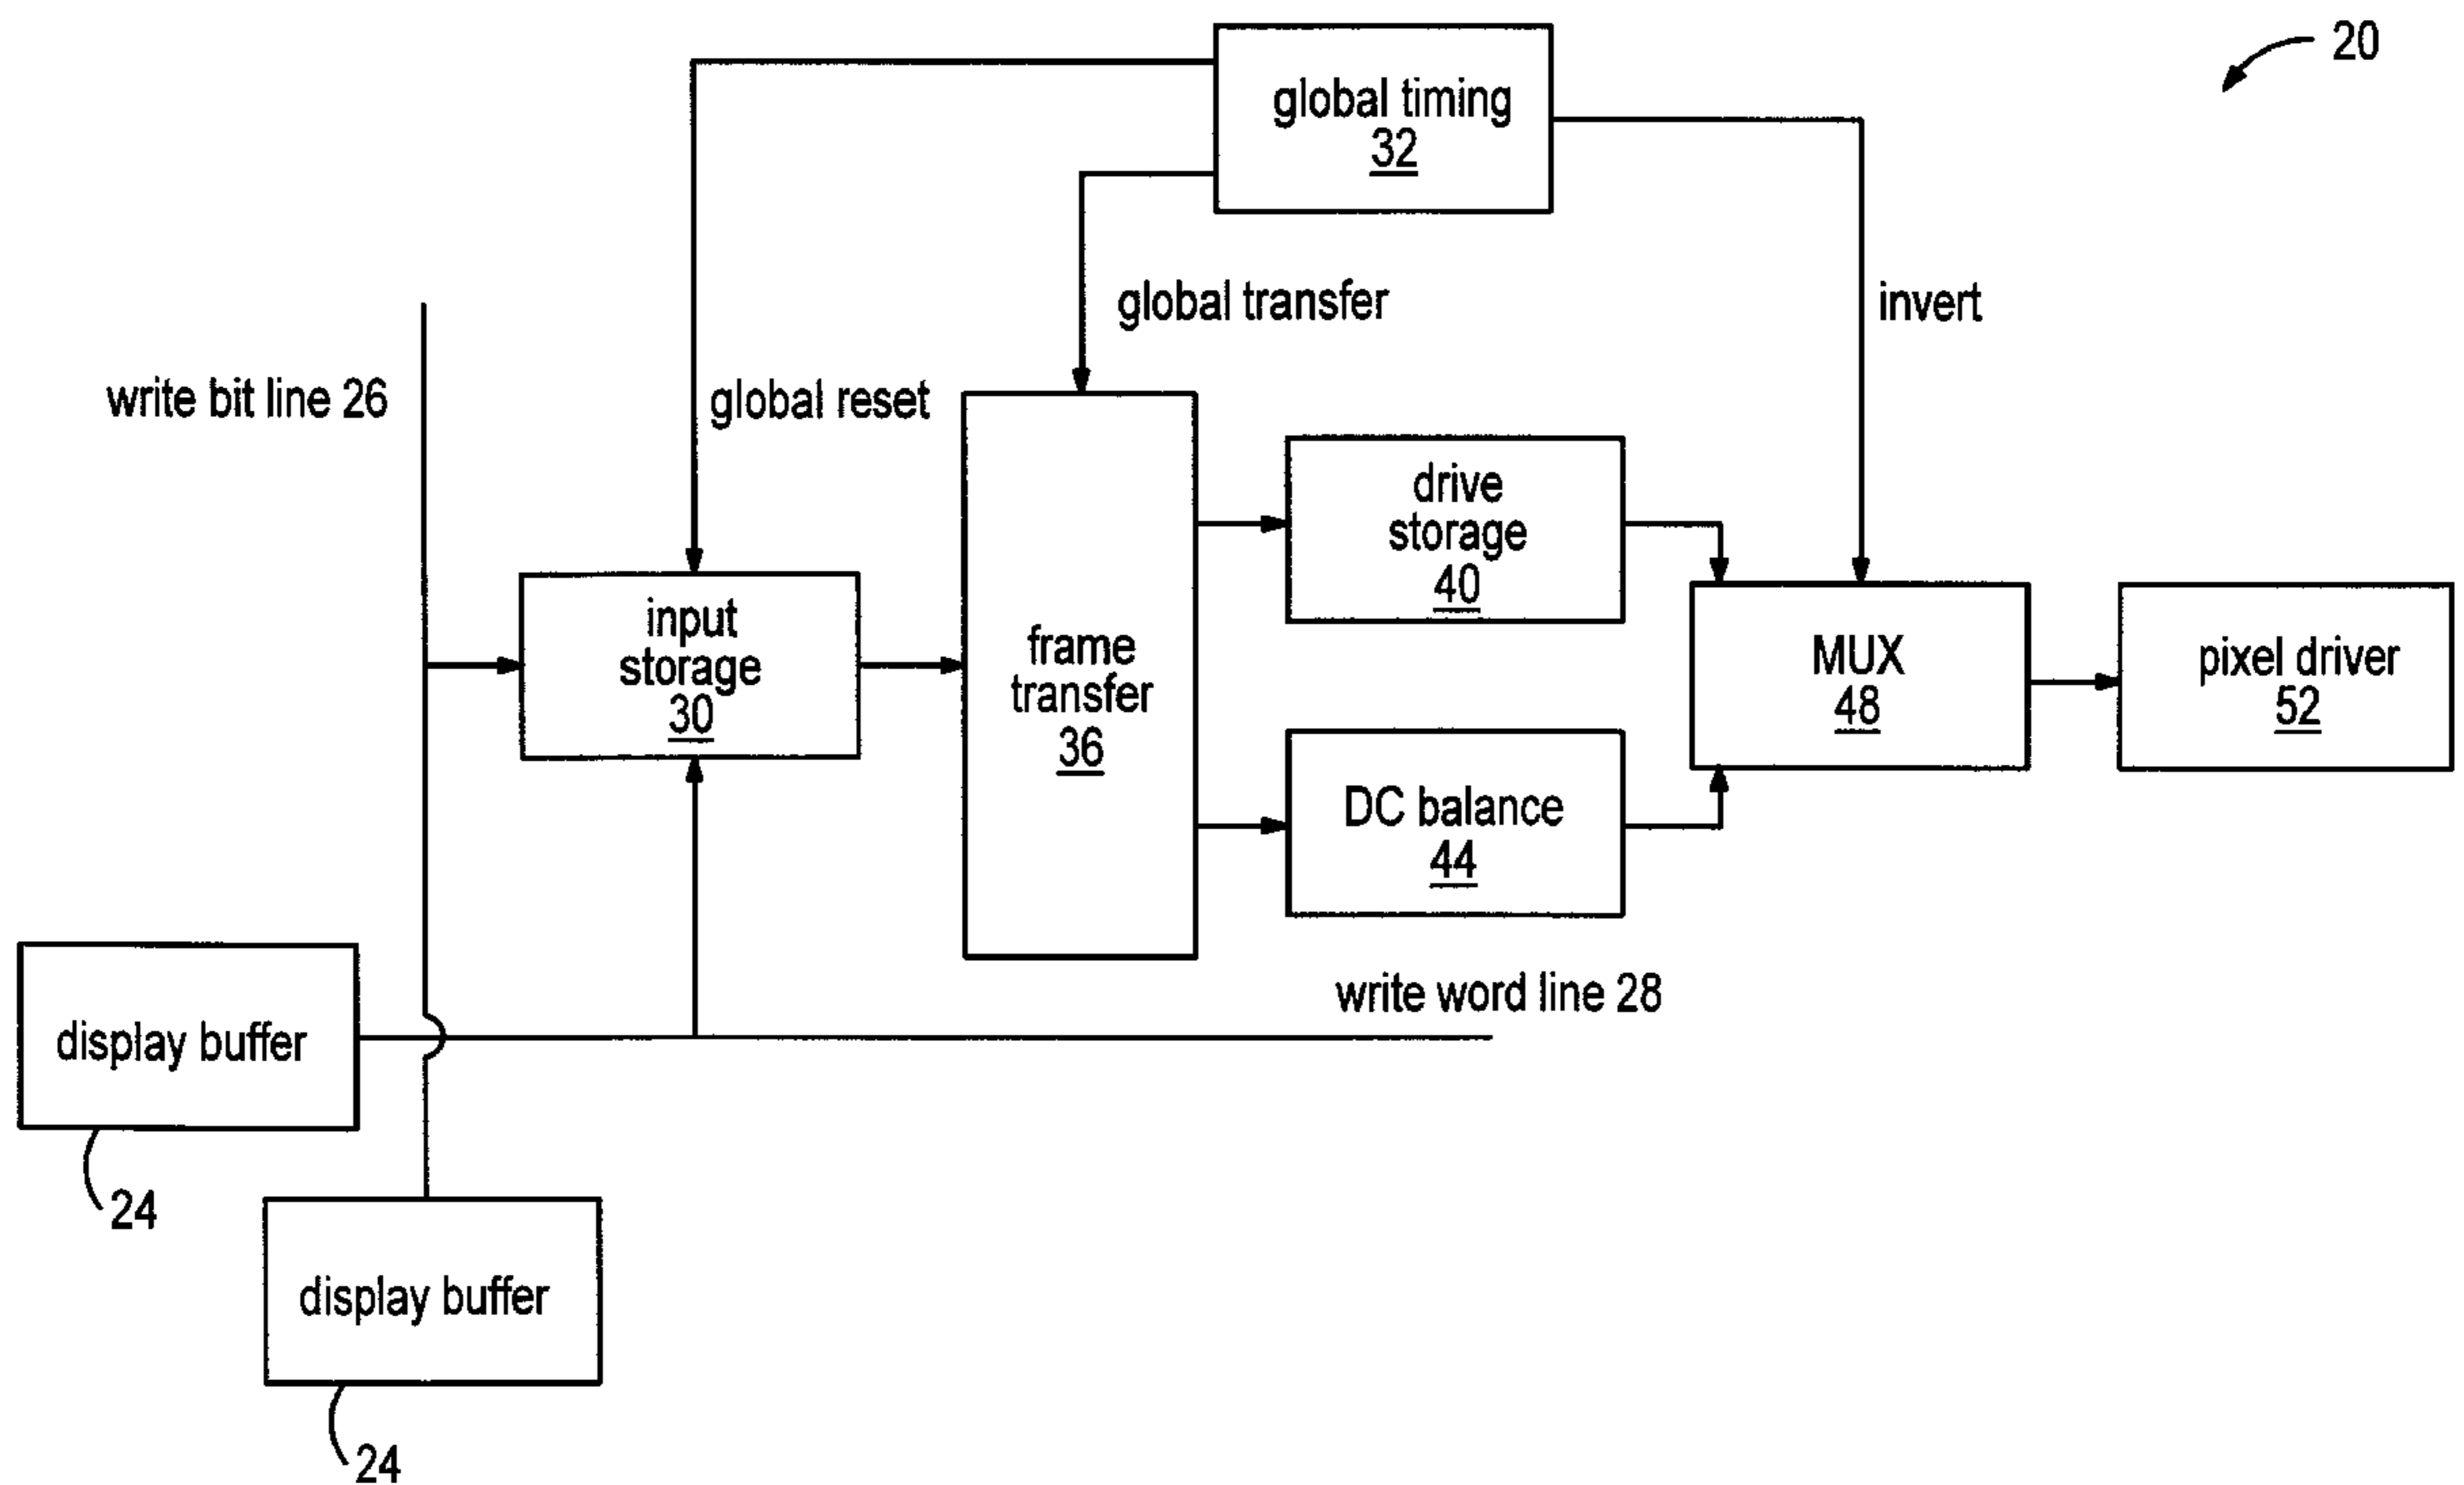 20
global timing
32
global transfer
invert
write bit line 26
global reset
drive
storage
40
input
storage
30
frame
transfer
36
MUX
48
pixel driver
52
DC balance
44
write word line 28
display buffer
24
display buffer
24